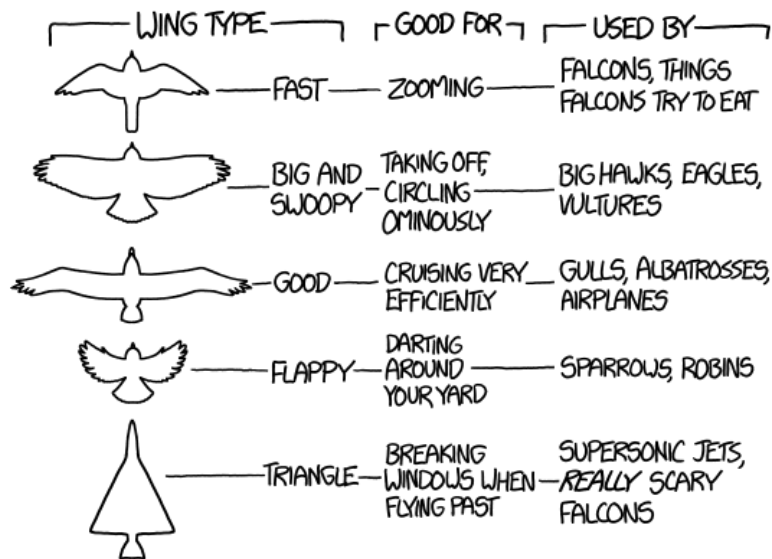 WING TYPE GOOD FOR USED BY
FAST ZOOMING FALCONS, THINGS
FALCONS TRY TO EAT
BIG AND
SWOOPY
TAKING OFF,
CIRCLING
OMINOUSLY
BIG HAWKS, EAGLES,
VULTURES
GOOD
CRUISING VERY
EFFICIENTLY
GULLS, ALBATROSSES,
AIRPLANES
FLAPPY
DARTING
AROUND
YOUR YARD
SPARROWS, ROBINS
TRIANGLE
BREAKING
WINDOWS WHEN
FLYING PAST
SUPERSONIC JETS,
REALLY SCARY
FALCONS